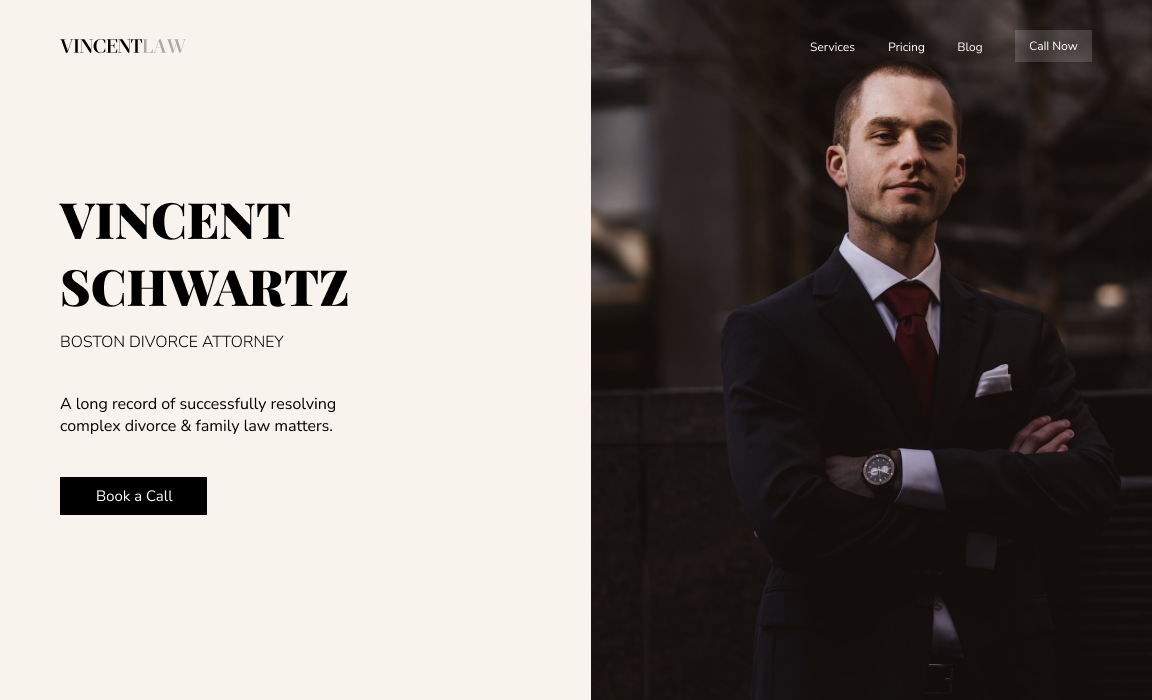 VINCENTLAW
Services Pricing Blog Call Now
VINCENT
SCHWARTZ
BOSTON DIVORCE ATTORNEY
A long record of successfully resolving
complex divorce & family law matters.
Book a Call